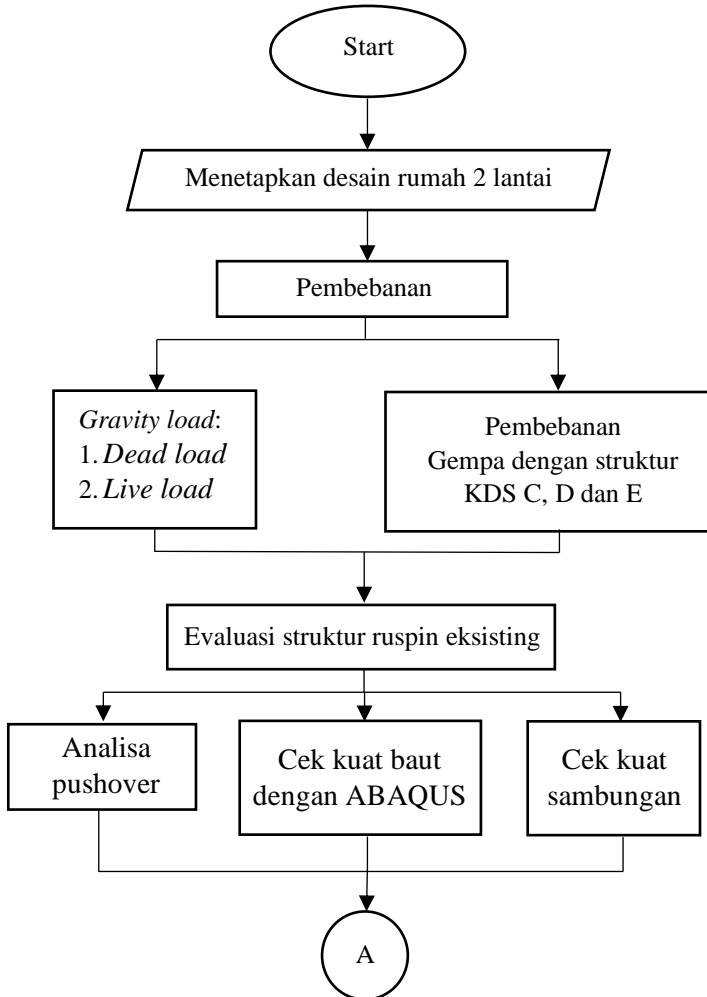 Start
Menetapkan desain rumah 2 lantai
Pembebanan
Gravity load:
1. Dead load
2. Live load
Pembebanan
Gempa dengan struktur
KDS C, D dan E
Evaluasi struktur ruspin eksisting
Analisa
pushover
Cek kuat baut
dengan ABAQUS
Cek kuat
sambungan
A